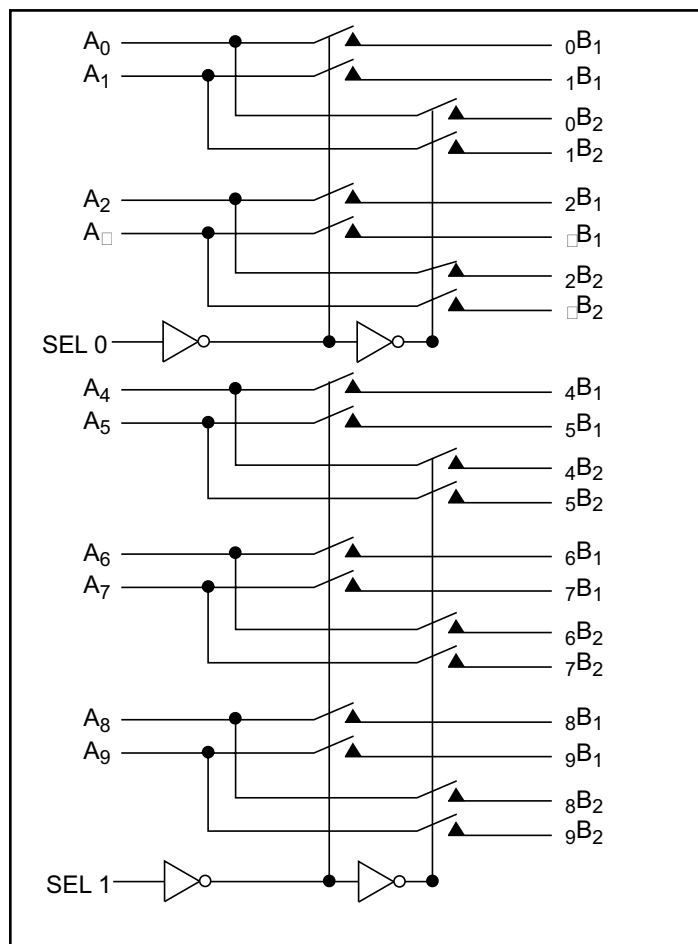 A0 0B1
A1 1B1
0B2
1B2
A2 2B1
A□ □B1
2B2
□B2
SEL 0
A4 4B1
A5 5B1
4B2
5B2
A6 6B1
A7 7B1
6B2
7B2
A8 8B1
A9 9B1
8B2
9B2
SEL 1